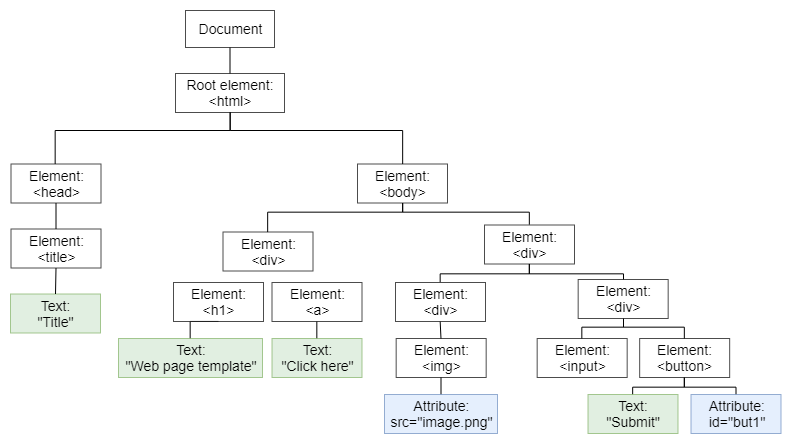 Document
Root element:
<html>
Element:
<head>
Element:
<body>
Element:
<title>
Element:
<div>
Element:
<div>
Text:
"Title"
Element:
<h1>
Element:
<a>
Element:
<div>
Element:
<div>
Text:
"Web page template"
Text:
"Click here"
Element:
<img>
Element:
<input>
Element:
<button>
Attribute:
src="image.png"
Text:
"Submit"
Attribute:
id="but1"